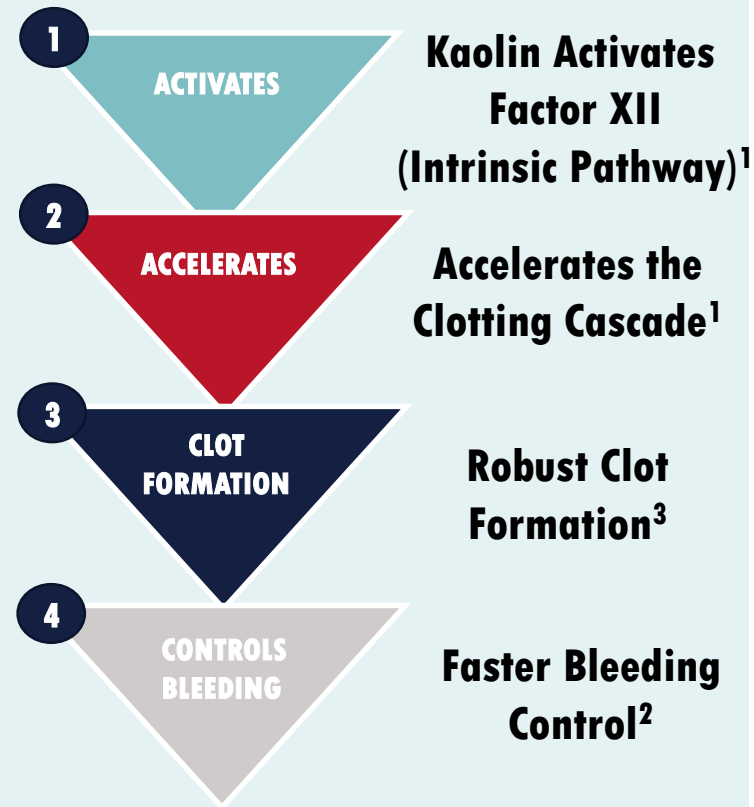 1
ACTIVATES
Kaolin Activates
Factor XII
(Intrinsic Pathway)¹
2
ACCELERATES
Accelerates the
Clotting Cascade¹
3
CLOT
FORMATION
Robust Clot
Formation³
4
CONTROLS
BLEEDING
Faster Bleeding
Control²